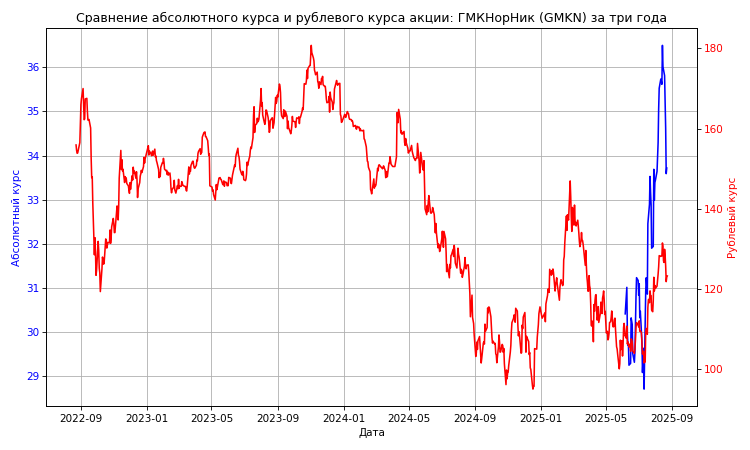 Сравнение абсолютного курса и рублевого курса акции: ГМКНорНик (GMKN) за три года
Абсолютный курс
36
35
34
33
32
31
30
29
180
160
140
120
100
Рублевый курс
2022-09 2023-01 2023-05 2023-09 2024-01 2024-05 2024-09 2025-01 2025-05 2025-09
Дата